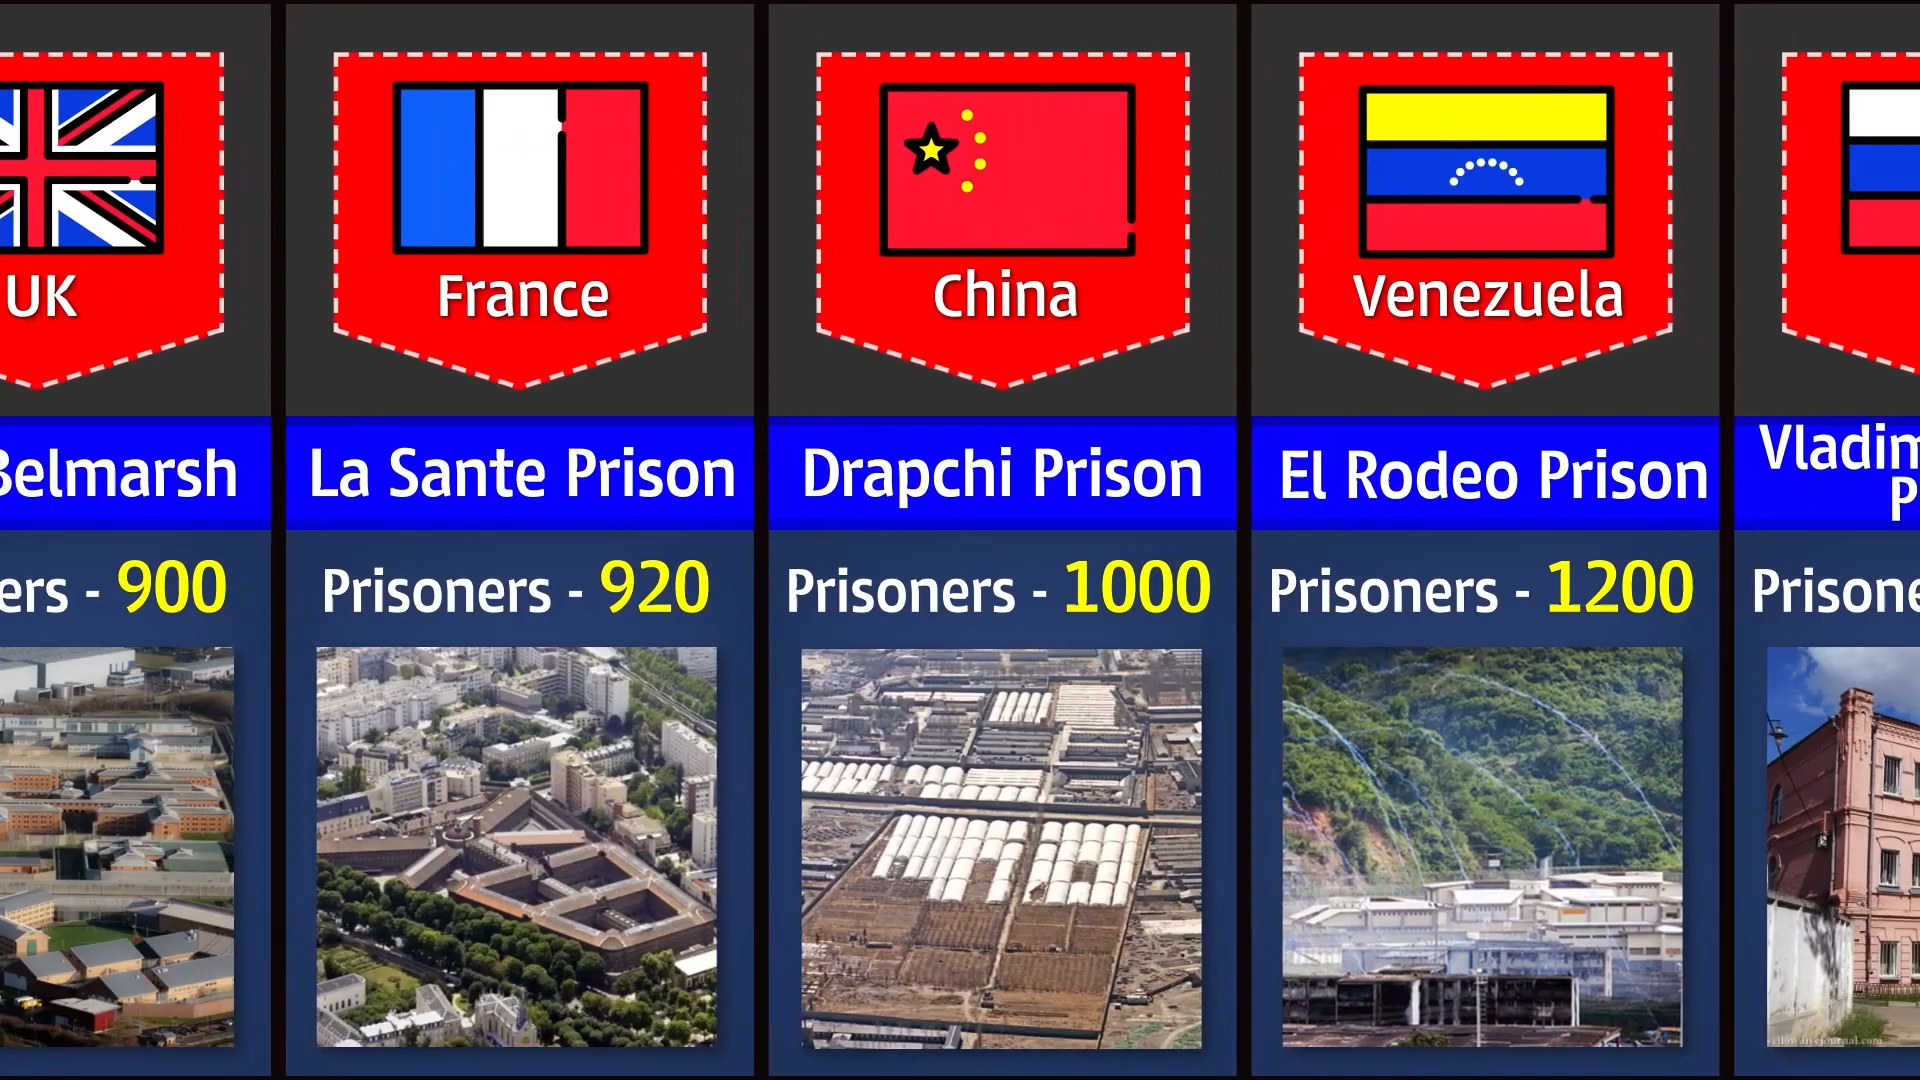 UK
Belmarsh
ers - 900
France
La Sante Prison
Prisoners - 920
China
Drapchi Prison
Prisoners - 1000
Venezuela
El Rodeo Prison
Prisoners - 1200
Vladim
P
Prisone